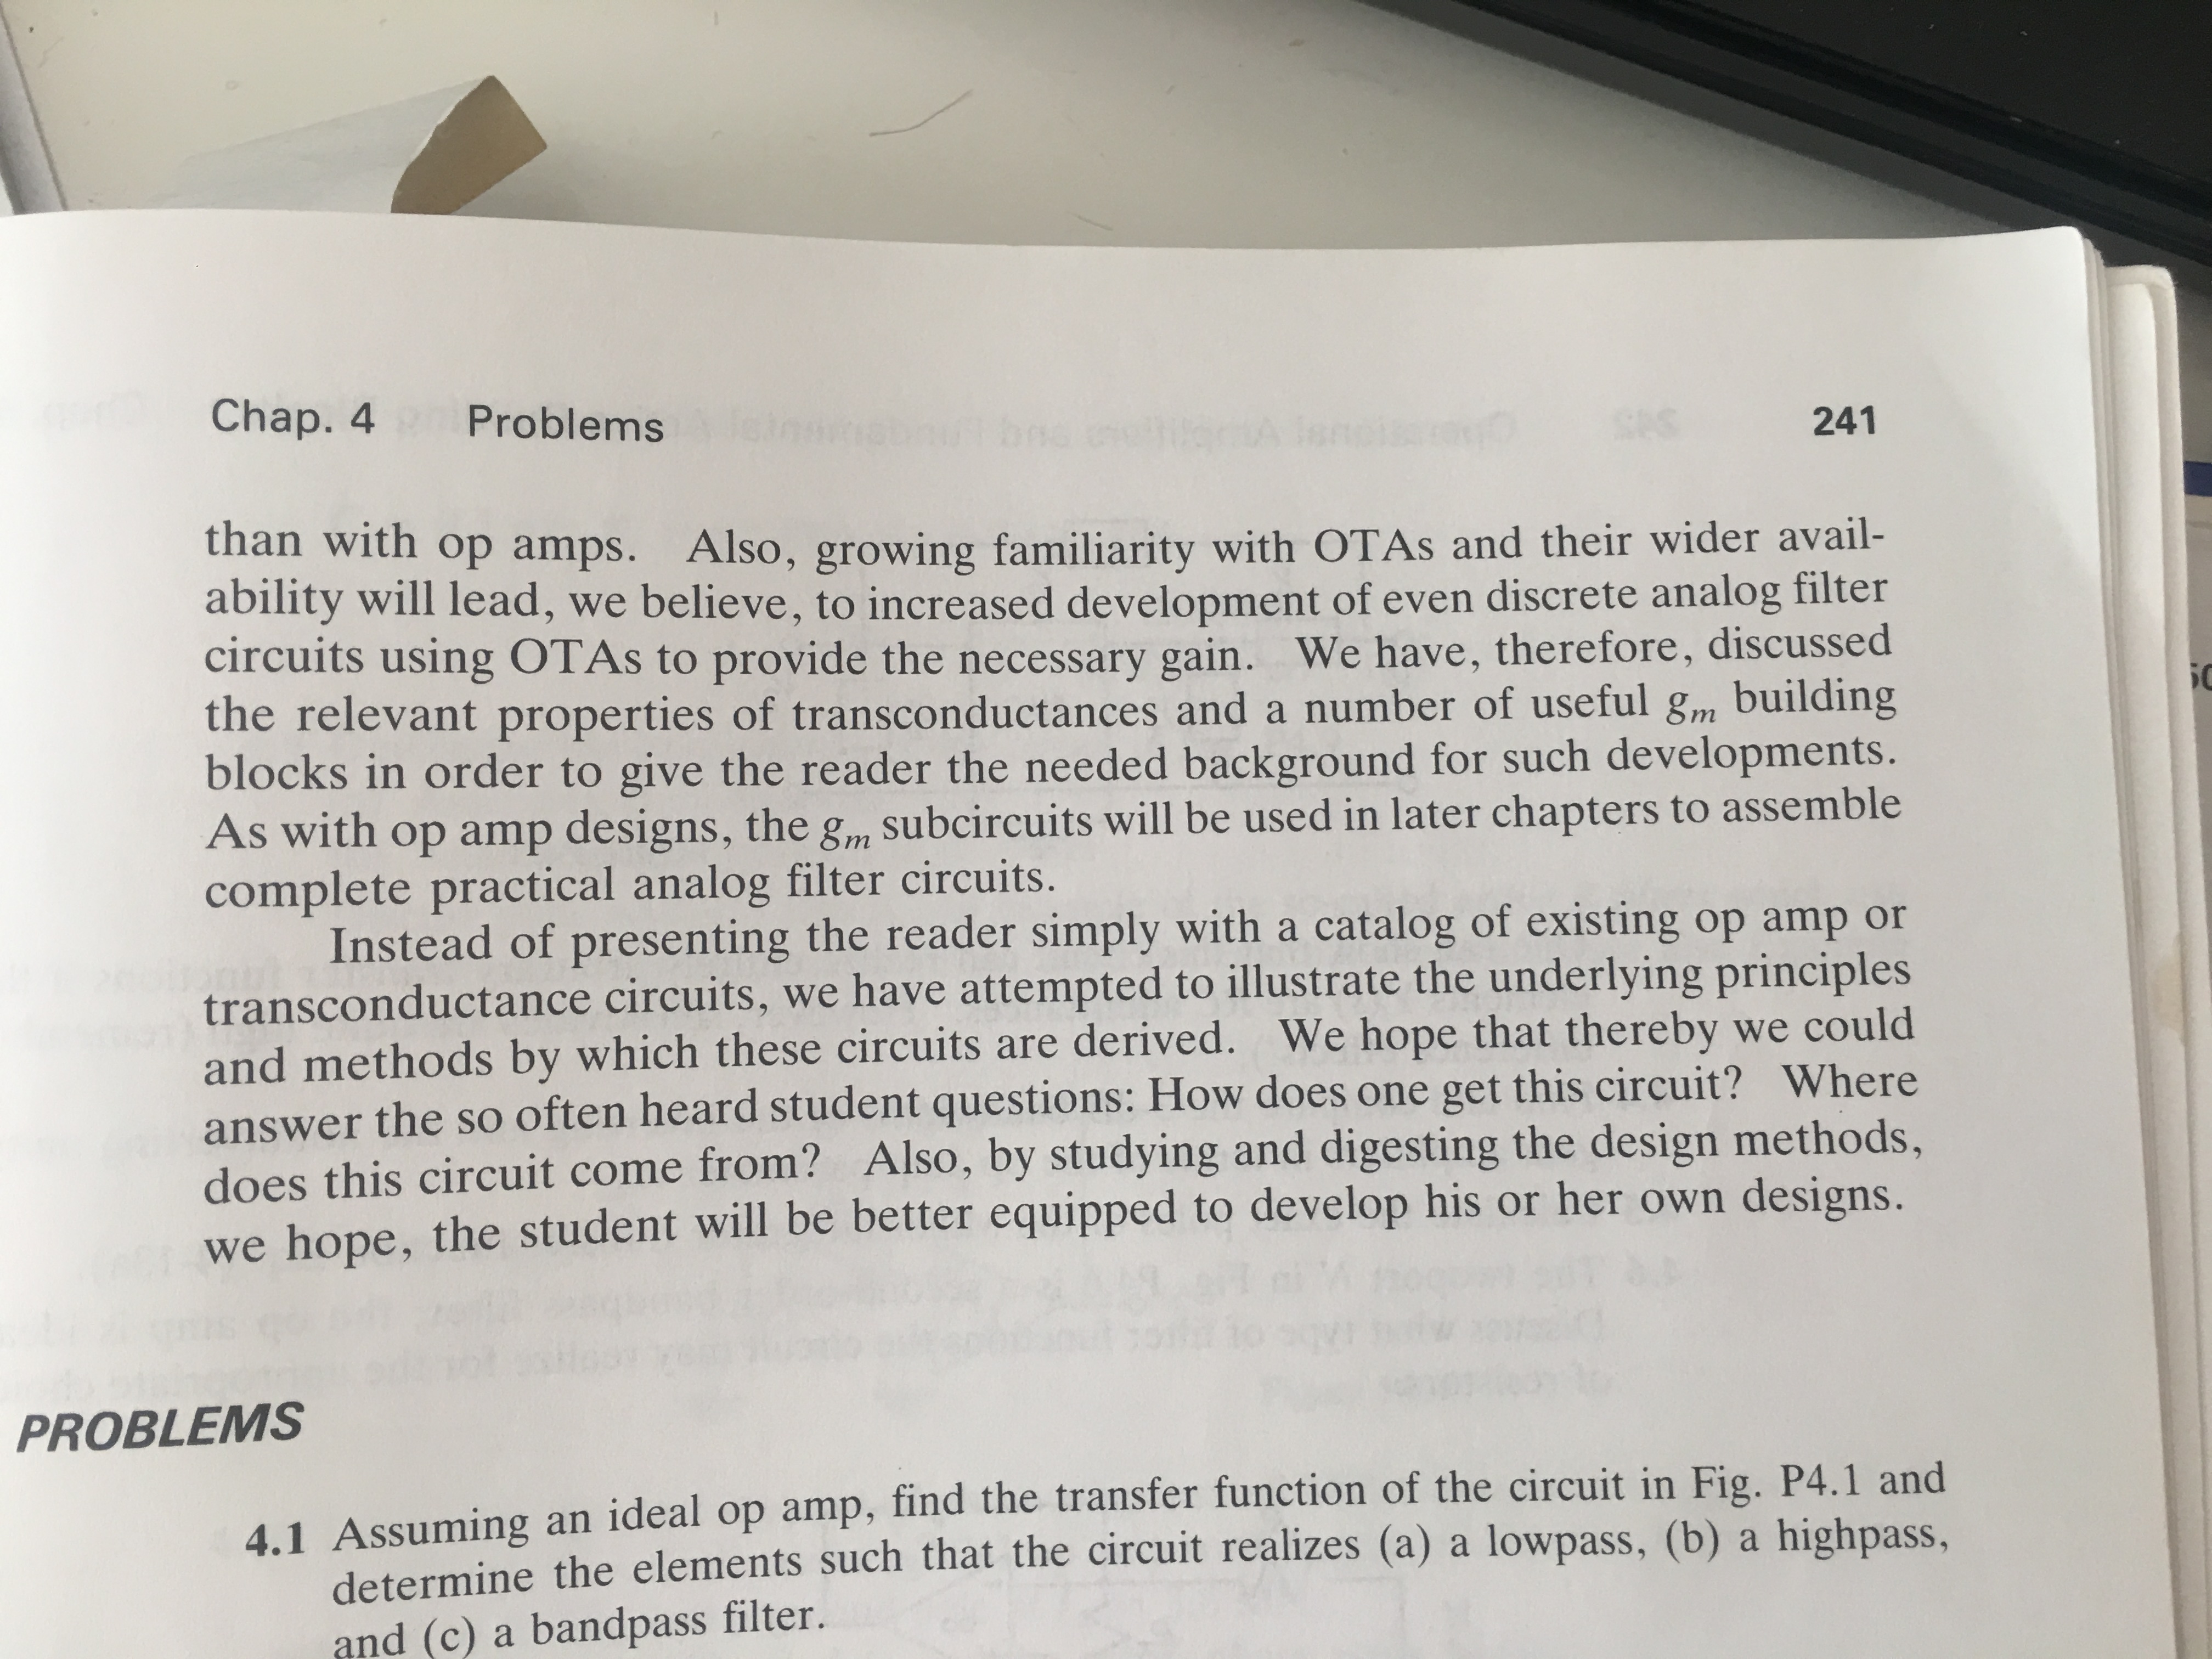 Chap. 4 Problems 241
than with op amps. Also, growing familiarity with OTAs and their wider avail-
ability will lead, we believe, to increased development of even discrete analog filter
circuits using OTAs to provide the necessary gain. We have, therefore, discussed
the relevant properties of transconductances and a number of useful gm building
blocks in order to give the reader the needed background for such developments.
As with op amp designs, the gm subcircuits will be used in later chapters to assemble
complete practical analog filter circuits.
Instead of presenting the reader simply with a catalog of existing op amp or
transconductance circuits, we have attempted to illustrate the underlying principles
and methods by which these circuits are derived. We hope that thereby we could
answer the so often heard student questions: How does one get this circuit? Where
does this circuit come from? Also, by studying and digesting the design methods,
we hope, the student will be better equipped to develop his or her own designs.
PROBLEMS
4.1 Assuming an ideal op amp, find the transfer function of the circuit in Fig. P4.1 and
determine the elements such that the circuit realizes (a) a lowpass, (b) a highpass,
and (c) a bandpass filter.